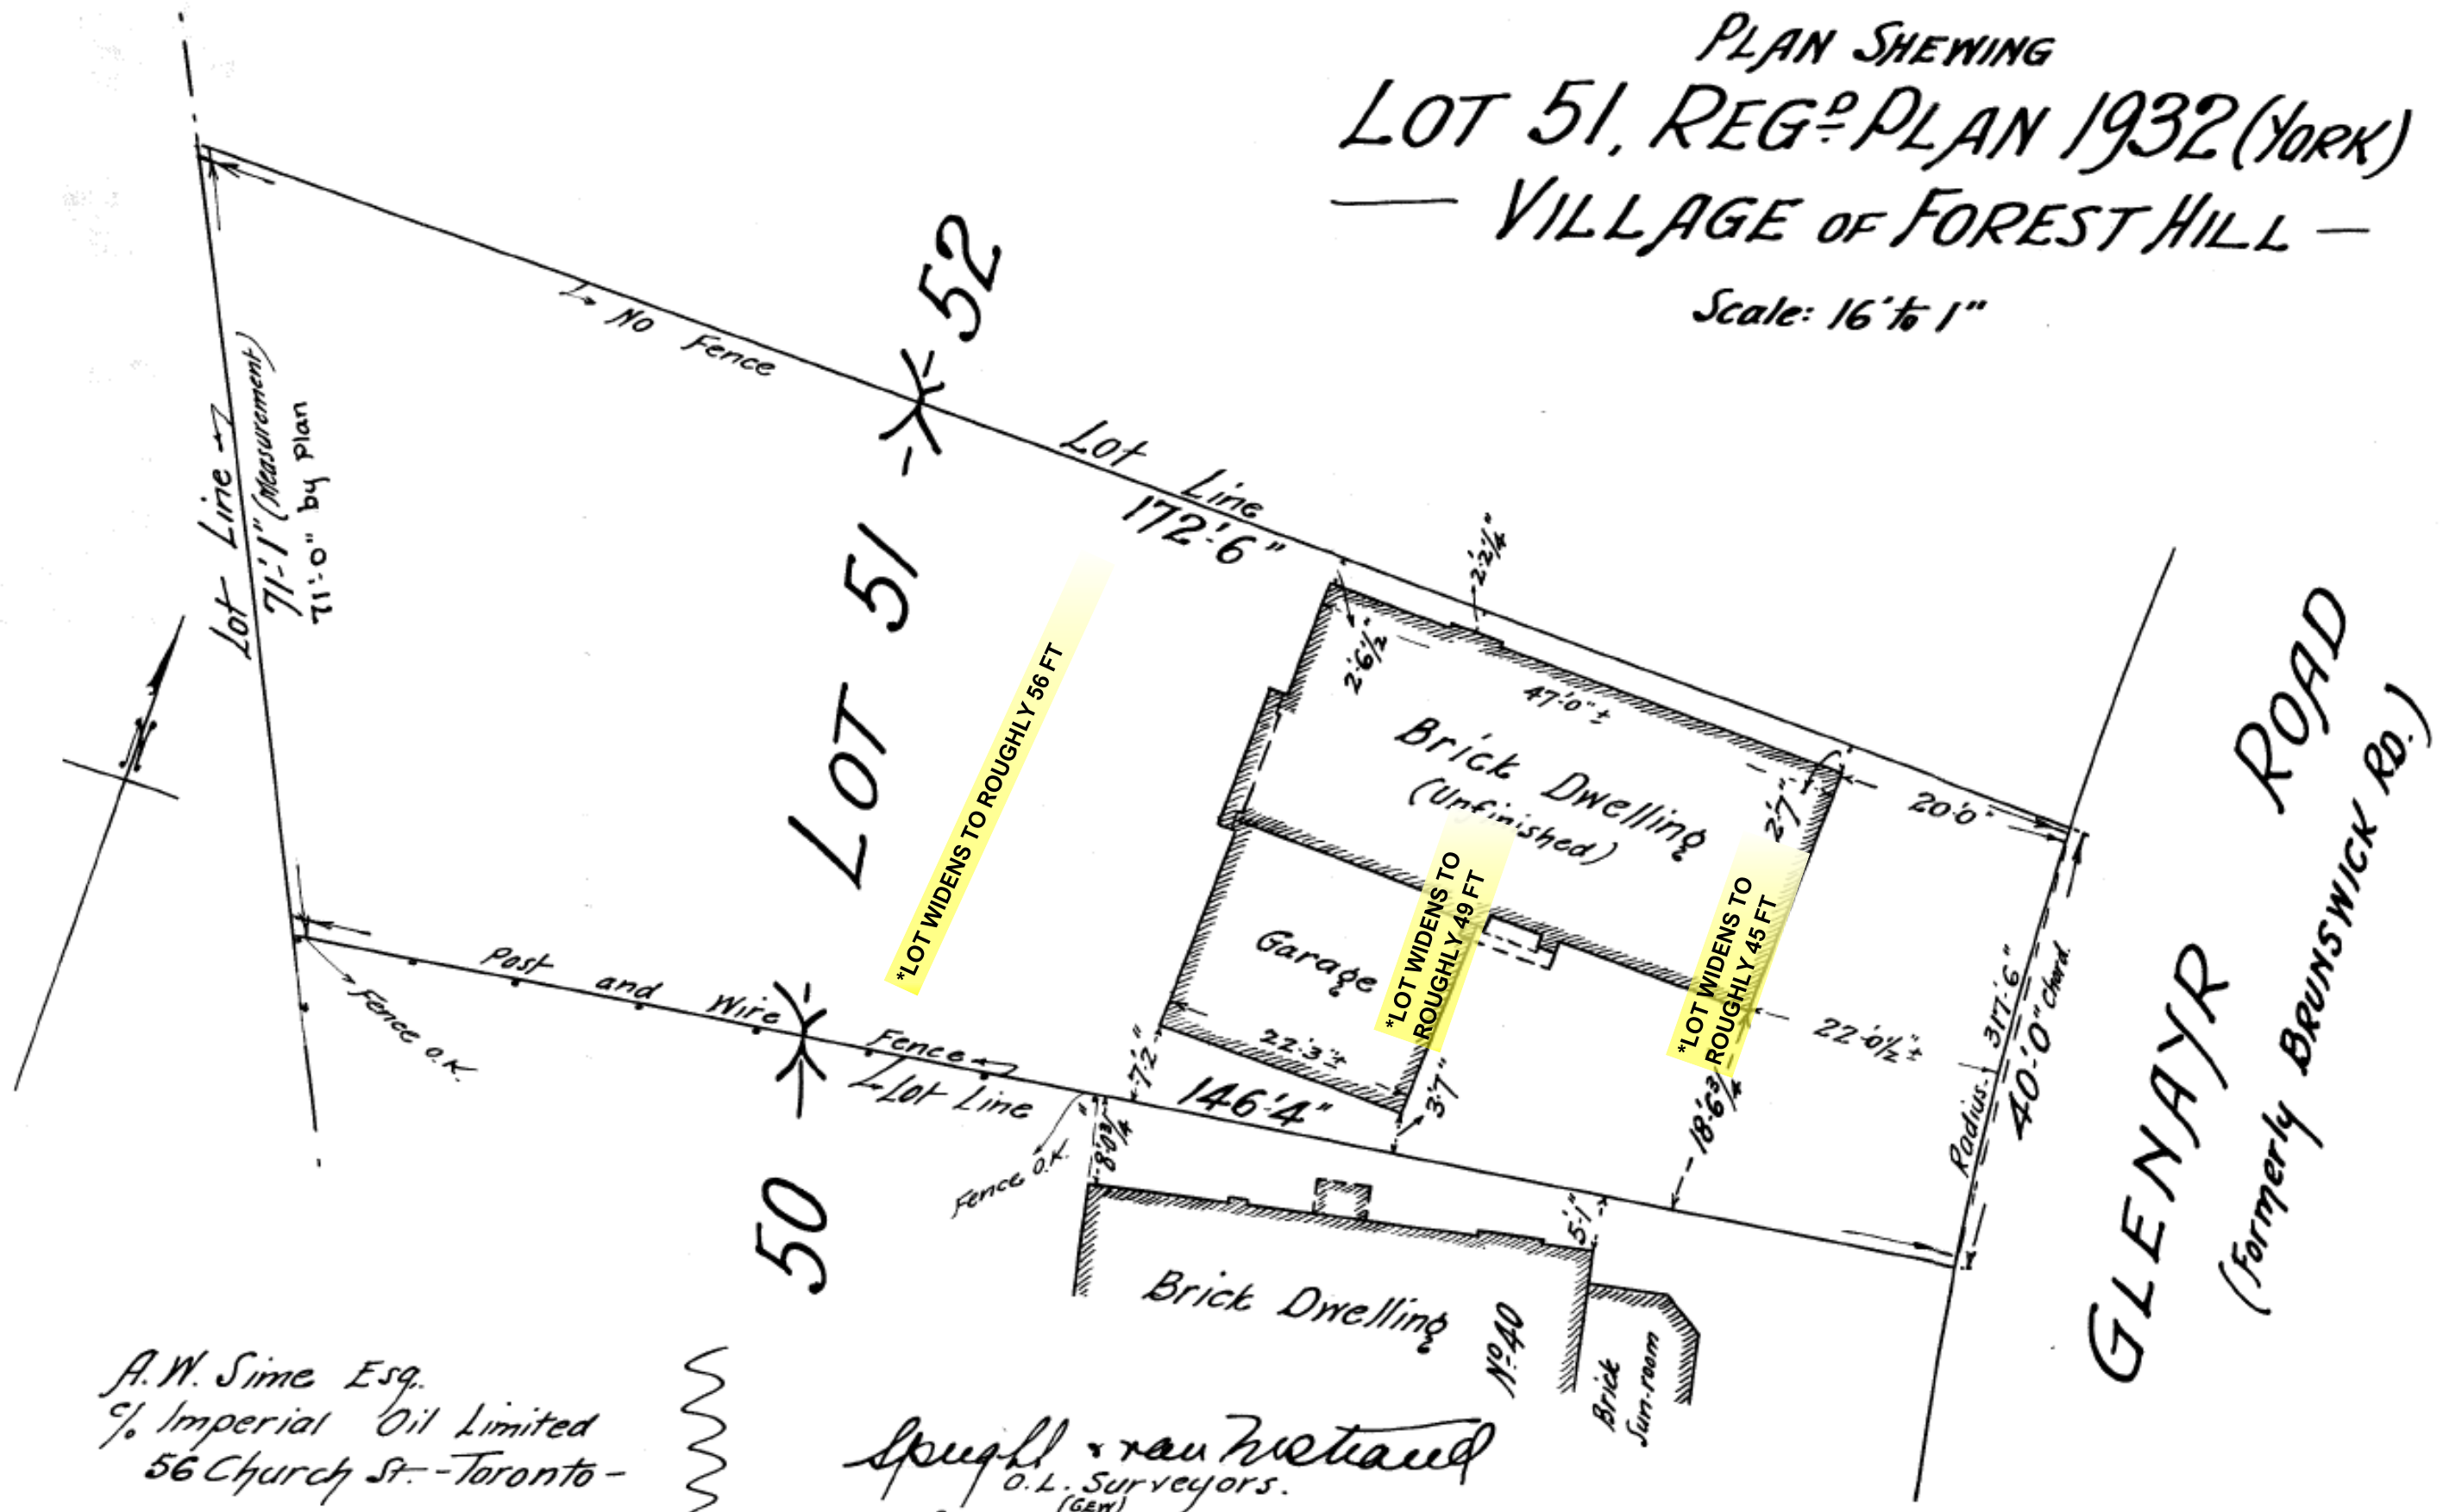 PLAN SHEWING
LOT 51, REGD PLAN 1932 (YORK)
— VILLAGE OF FOREST HILL —
Scale: 16' to 1"
52
No Fence
Lot Line
172'-6"
Lot Line
71'-1" (Measurement)
71'-0" by Plan
LOT 51
*LOT WIDENS TO ROUGHLY 56 FT
2'-2¼"
2'-6½"
47'-0" ±
Brick Dwelling
(Unfinished)
2'-7"
20'-0"
*LOT WIDENS TO
ROUGHLY 49 FT
*LOT WIDENS TO
ROUGHLY 45 FT
Garage
22'-3" ±
22'-0½" ±
Radius - 317'-6"
40'-0" Chord
GLENAYR ROAD
(Formerly BRUNSWICK RD.)
N
Post and Wire Fence
Fence O.K.
Lot Line
146'-4"
7'-2"
3'-7"
18'-6¾"
8'-0¾"
Fence O.K.
5'-1"
50
Brick Dwelling
No. 40
Brick
Sun-room
A.W. Sime Esq.
c/o Imperial Oil Limited
56 Church St. - Toronto -
O.L. Surveyors.
(GEW)